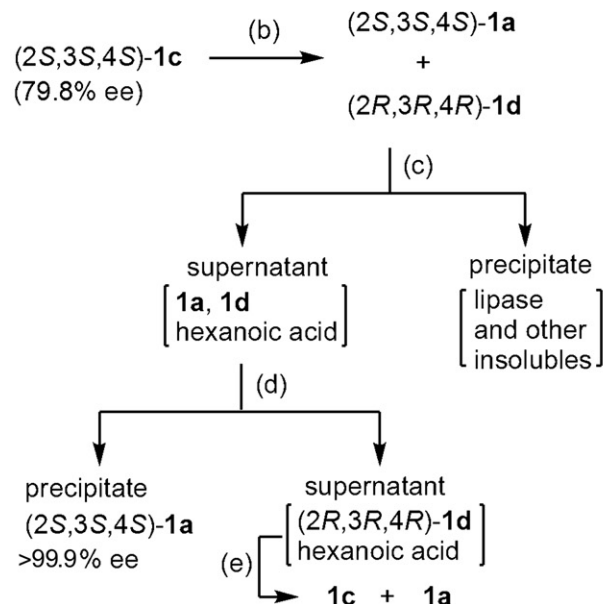 (2S,3S,4S)-1c
(79.8% ee)
(b)
(2S,3S,4S)-1a
+
(2R,3R,4R)-1d
(c)
supernatant
1a, 1d
hexanoic acid
precipitate
lipase
and other
insolubles
(d)
precipitate
(2S,3S,4S)-1a
>99.9% ee
supernatant
(2R,3R,4R)-1d
hexanoic acid
(e)
1c + 1a